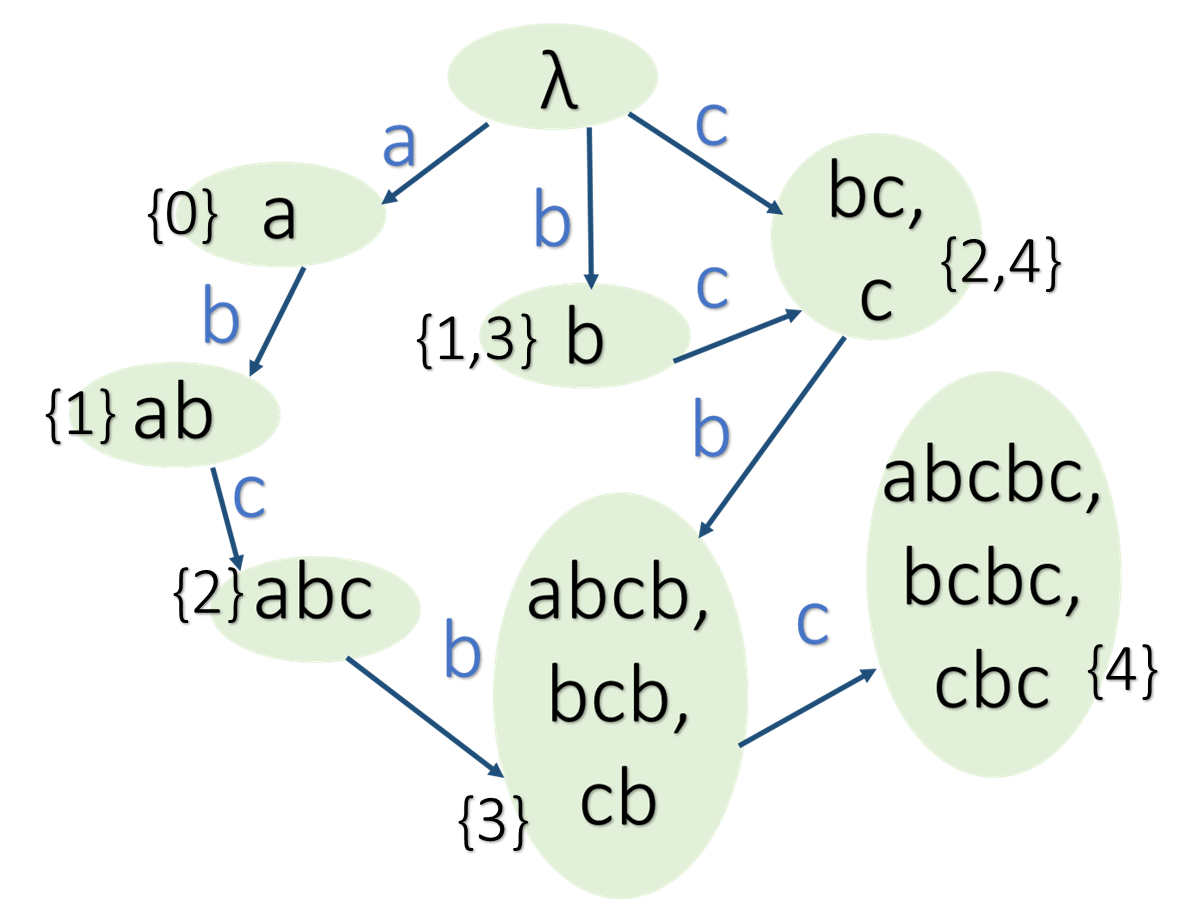 λ
a
c
bc,
{0} a
b
c
{2,4}
c
b
{1,3} b
{1} ab
b
c
abcbc,
{2} abc
abcb,
bcbc,
b
c
bcb,
cbc {4}
cb
{3}